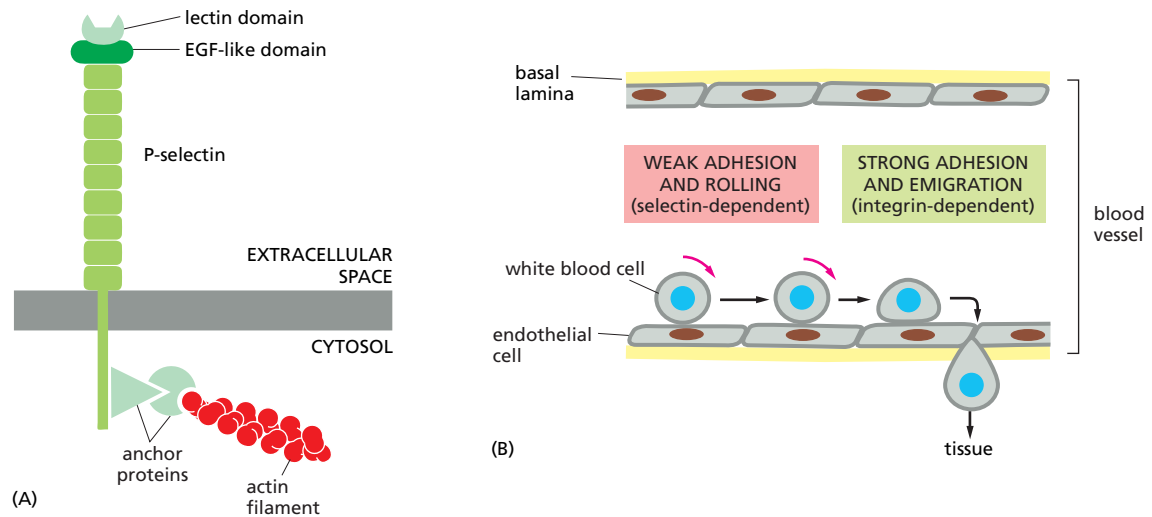 lectin domain
EGF-like domain
P-selectin
EXTRACELLULAR
SPACE
CYTOSOL
anchor
proteins
actin
filament
(A)
basal
lamina
WEAK ADHESION
AND ROLLING
(selectin-dependent)
STRONG ADHESION
AND EMIGRATION
(integrin-dependent)
blood
vessel
white blood cell
endothelial
cell
tissue
(B)